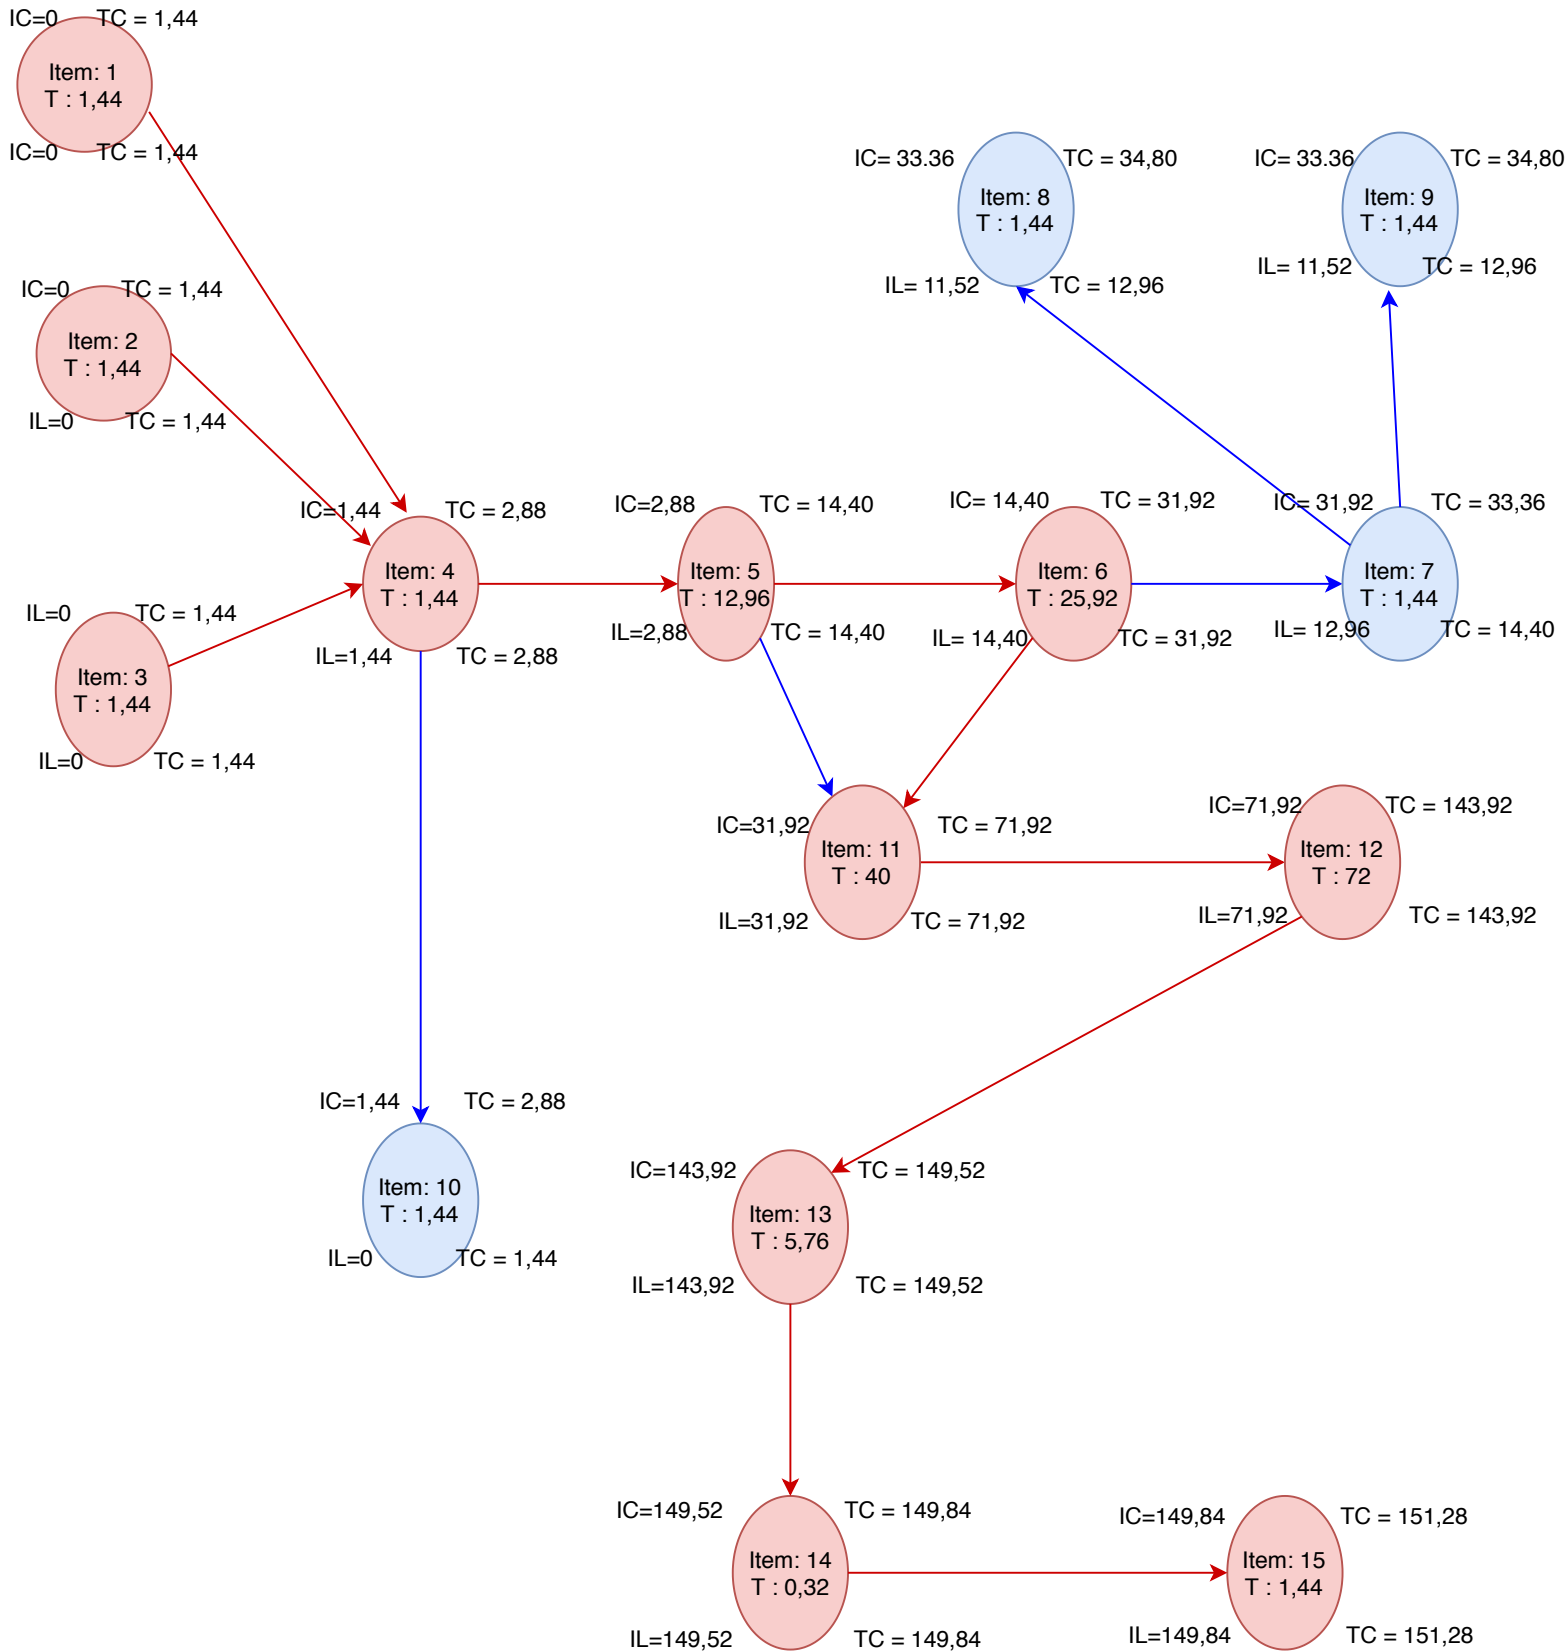 IC=0 TC = 1,44
Item: 1
T : 1,44
IC=0 TC = 1,44
IC= 33.36 TC = 34,80
Item: 8
T : 1,44
IL= 11,52 TC = 12,96
IC= 33.36 TC = 34,80
Item: 9
T : 1,44
IL= 11,52 TC = 12,96
IC=0 TC = 1,44
Item: 2
T : 1,44
IL=0 TC = 1,44
IL=0 TC = 1,44
Item: 3
T : 1,44
IL=0 TC = 1,44
IC=1,44 TC = 2,88
Item: 4
T : 1,44
IL=1,44 TC = 2,88
IC=2,88 TC = 14,40
Item: 5
T : 12,96
IL=2,88 TC = 14,40
IC= 14,40 TC = 31,92
Item: 6
T : 25,92
IL= 14,40 TC = 31,92
IC= 31,92 TC = 33,36
Item: 7
T : 1,44
IL= 12,96 TC = 14,40
IC=31,92 TC = 71,92
Item: 11
T : 40
IL=31,92 TC = 71,92
IC=71,92 TC = 143,92
Item: 12
T : 72
IL=71,92 TC = 143,92
IC=1,44 TC = 2,88
Item: 10
T : 1,44
IL=0 TC = 1,44
IC=143,92 TC = 149,52
Item: 13
T : 5,76
IL=143,92 TC = 149,52
IC=149,52 TC = 149,84
Item: 14
T : 0,32
IL=149,52 TC = 149,84
IC=149,84 TC = 151,28
Item: 15
T : 1,44
IL=149,84 TC = 151,28